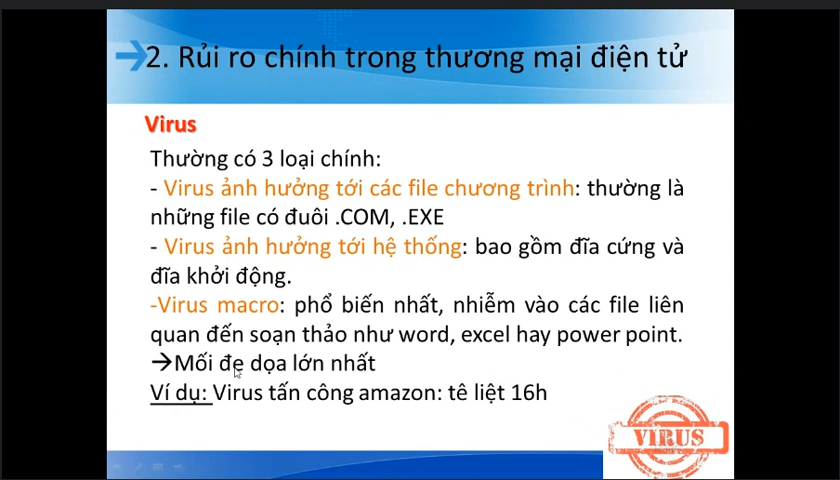 2. Rủi ro chính trong thương mại điện tử
Virus
Thường có 3 loại chính:
- Virus ảnh hưởng tới các file chương trình: thường là
những file có đuôi .COM, .EXE
- Virus ảnh hưởng tới hệ thống: bao gồm đĩa cứng và
đĩa khởi động.
-Virus macro: phổ biến nhất, nhiễm vào các file liên
quan đến soạn thảo như word, excel hay power point.
→Mối đe dọa lớn nhất
Ví dụ: Virus tấn công amazon: tê liệt 16h
VIRUS